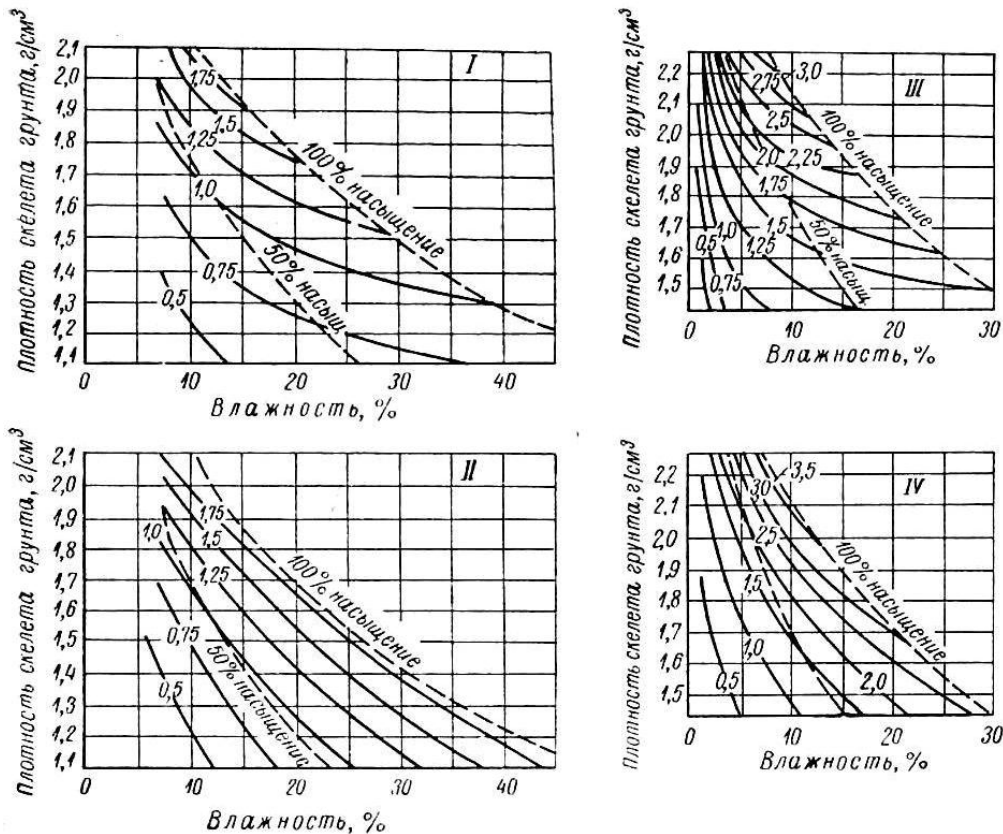 Плотность скелета грунта, г/см³
2,1
2,0
1,9
1,8
1,7
1,6
1,5
1,4
1,3
1,2
1,1
I
1,75
1,5
1,25
1,0
0,75
0,5
100% насыщение
50% насыщ
0 10 20 30 40
Влажность, %
Плотность скелета грунта, г/см³
2,2
2,1
2,0
1,9
1,8
1,7
1,6
1,5
III
2,75 3,0
2,5
2,0 2,25
1,75
1,5
1,0
0,5 1,25
0,75
100% насыщение
50% насыщ
0 10 20 30
Влажность, %
Плотность скелета грунта, г/см³
2,1
2,0
1,9
1,8
1,7
1,6
1,5
1,4
1,3
1,2
1,1
II
1,75
1,0 1,5
1,25
0,75
0,5
100% насыщение
50% насыщение
0 10 20 30 40
Влажность, %
Плотность скелета грунта, г/см³
2,2
2,1
2,0
1,9
1,8
1,7
1,6
1,5
IV
3,5
30
2,5
1,5
1,0
0,5 2,0
100% насыщение
0 10 20 30
Влажность, %